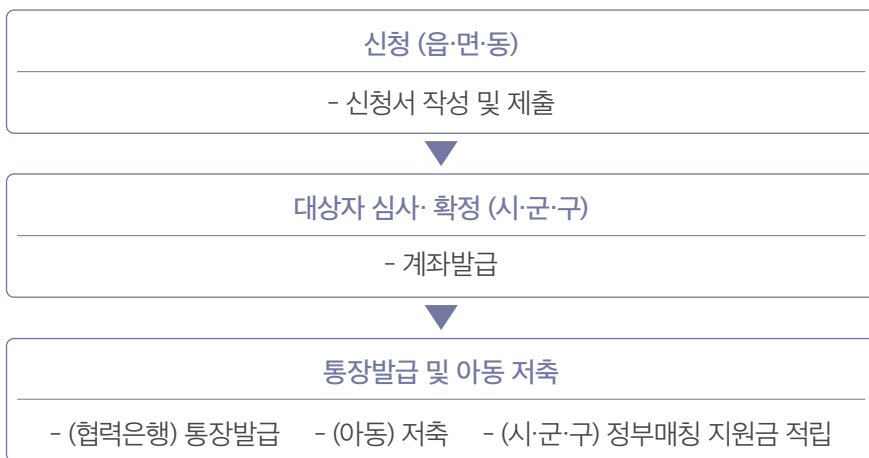 신청 (읍·면·동)
- 신청서 작성 및 제출
대상자 심사· 확정 (시·군·구)
- 계좌발급
통장발급 및 아동 저축
- (협력은행) 통장발급 - (아동) 저축 - (시·군·구) 정부매칭 지원금 적립